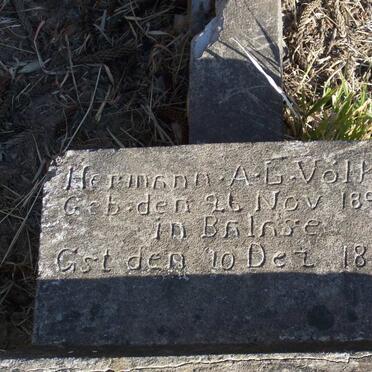 Hermann A. G. Volk
Geb. den 26 Nov 18
in Balase
Gst den 10 Dez 18